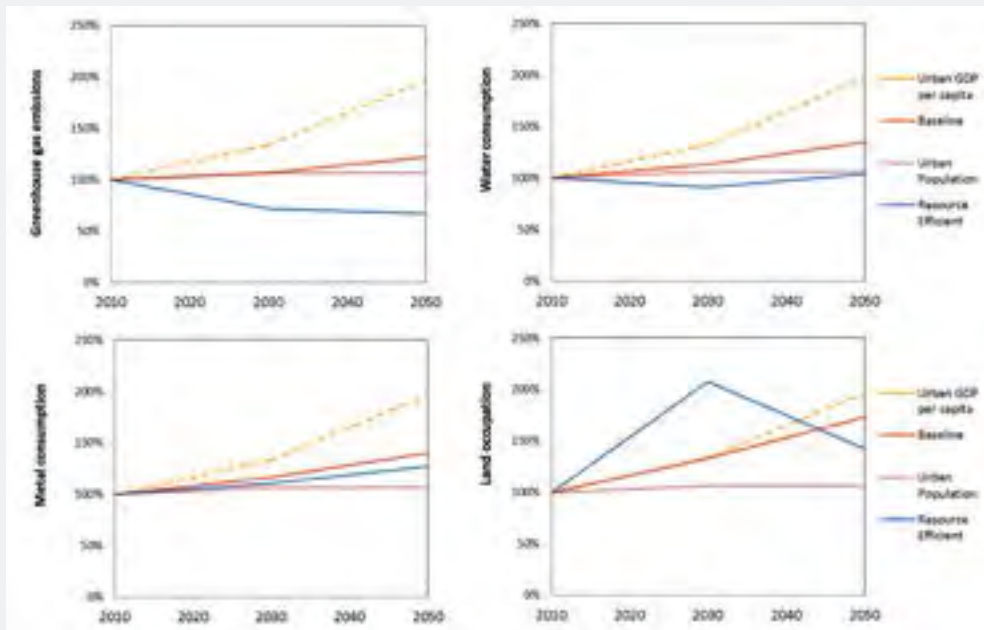 Greenhouse gas emissions
250%
200%
150%
100%
50%
0%
2010 2020 2030 2040 2050
Water consumption
250%
200%
150%
100%
50%
0%
2010 2020 2030 2040 2050
Urban GDP
per capita
Baseline
Urban
Population
Resource
Efficient
Metal consumption
250%
200%
150%
100%
50%
0%
2010 2020 2030 2040 2050
Land occupation
250%
200%
150%
100%
50%
0%
2010 2020 2030 2040 2050
Urban GDP
per capita
Baseline
Urban
Population
Resource
Efficient